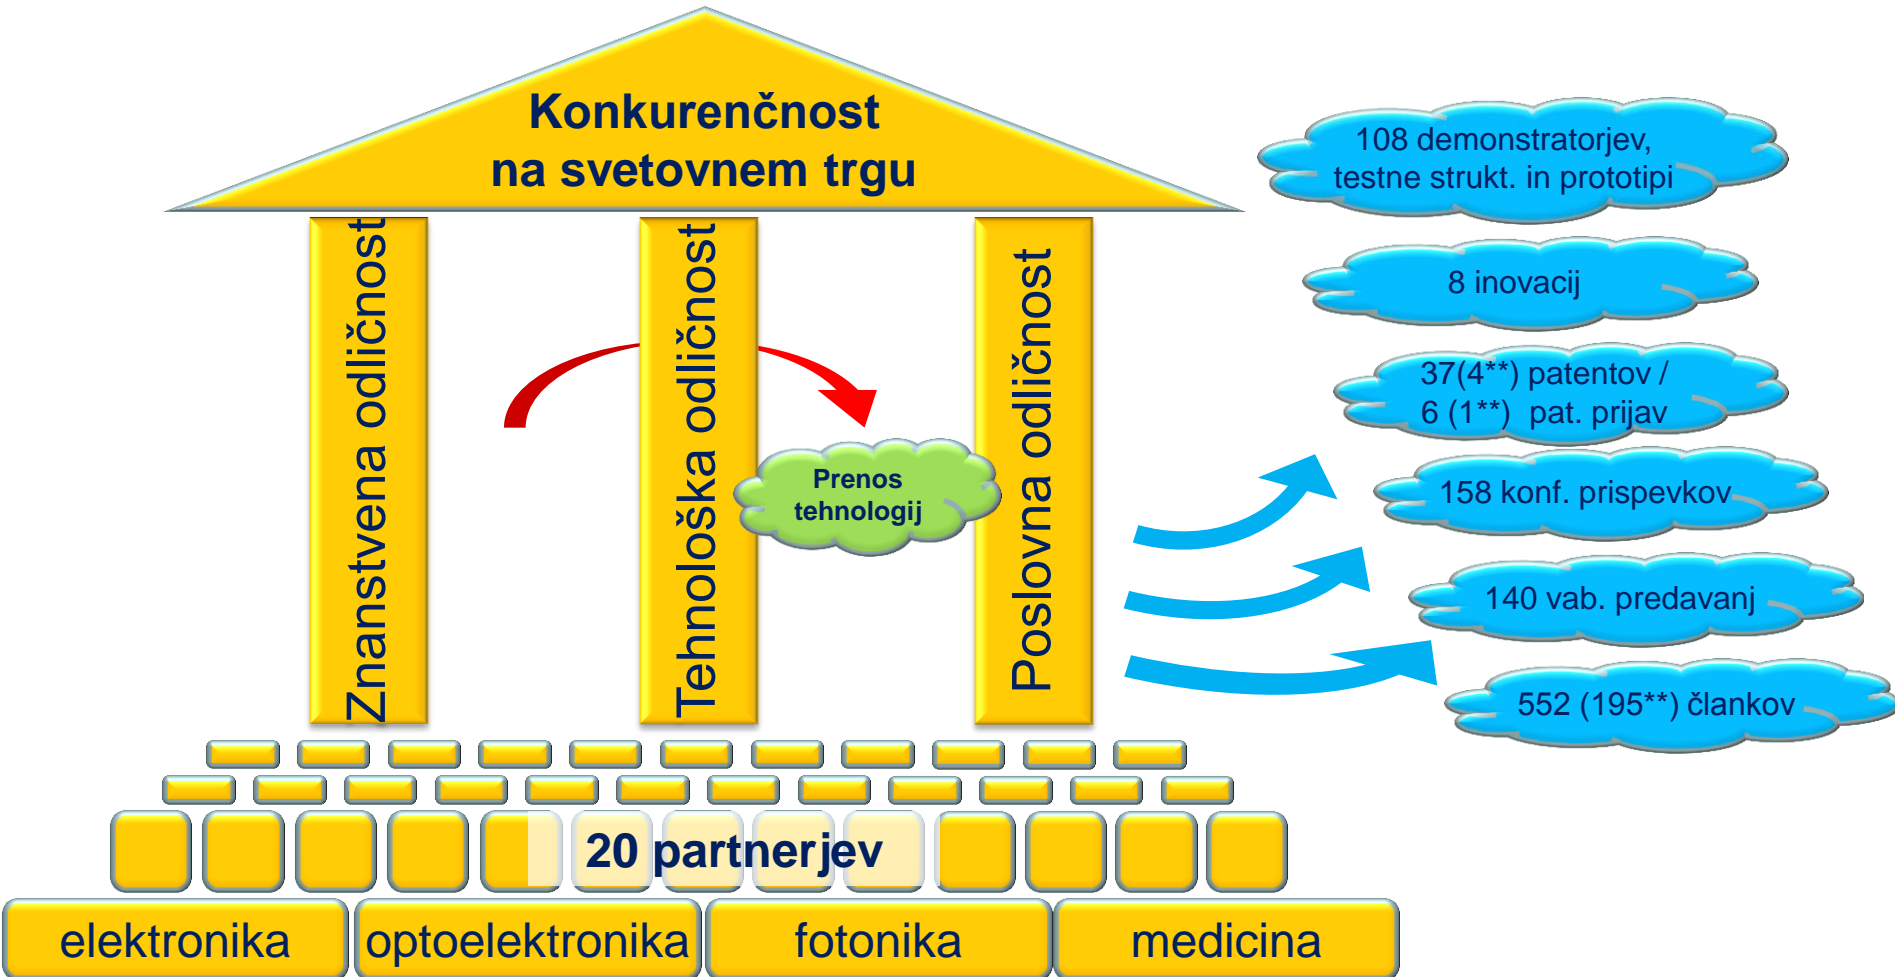 Konkurenčnost
na svetovnem trgu
Znanstvena odličnost
Tehnološka odličnost
Poslovna odličnost
Prenos
tehnologij
108 demonstratorjev,
testne strukt. in prototipi
8 inovacij
37(4**) patentov /
6 (1**) pat. prijav
158 konf. prispevkov
140 vab. predavanj
552 (195**) člankov
20 partnerjev
elektronika
optoelektronika
fotonika
medicina